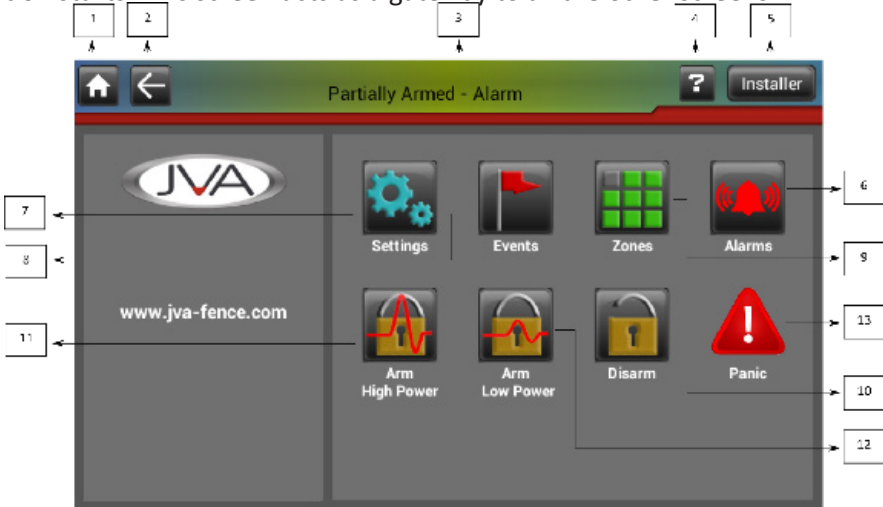 1 2 3 4 5
Partially Armed - Alarm
? Installer
JVA
Settings Events Zones Alarms
www.jva-fence.com
Arm High Power
Arm Low Power
Disarm
Panic
6
7
8
9
11
13
10
12